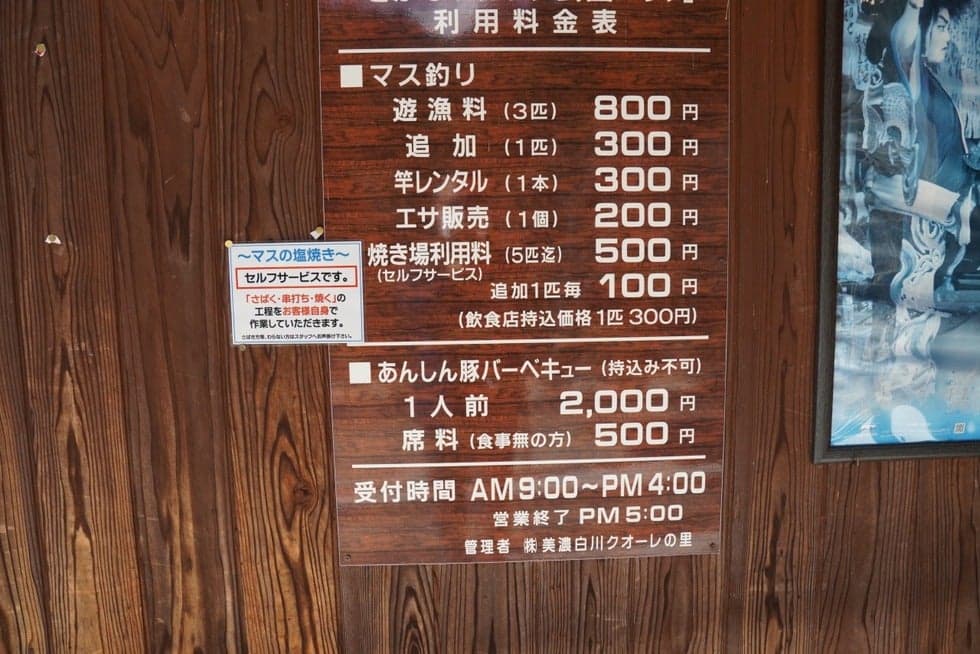 利用料金表
■マス釣り
遊漁料（3匹） 800円
追加（1匹） 300円
竿レンタル（1本） 300円
エサ販売（1個） 200円
焼き場利用料（5匹迄） 500円
（セルフサービス）
追加1匹毎 100円
（飲食店持込価格1匹300円）
■あんしん豚バーベキュー（持込み不可）
1人前 2,000円
席料（食事無の方） 500円
受付時間 AM9:00～PM4:00
営業終了 PM5:00
管理者 ㈱美濃白川クオーレの里
～マスの塩焼き～
セルフサービスです。
「さばく・串打ち・焼く」の
工程をお客様自身で
作業していただきます。